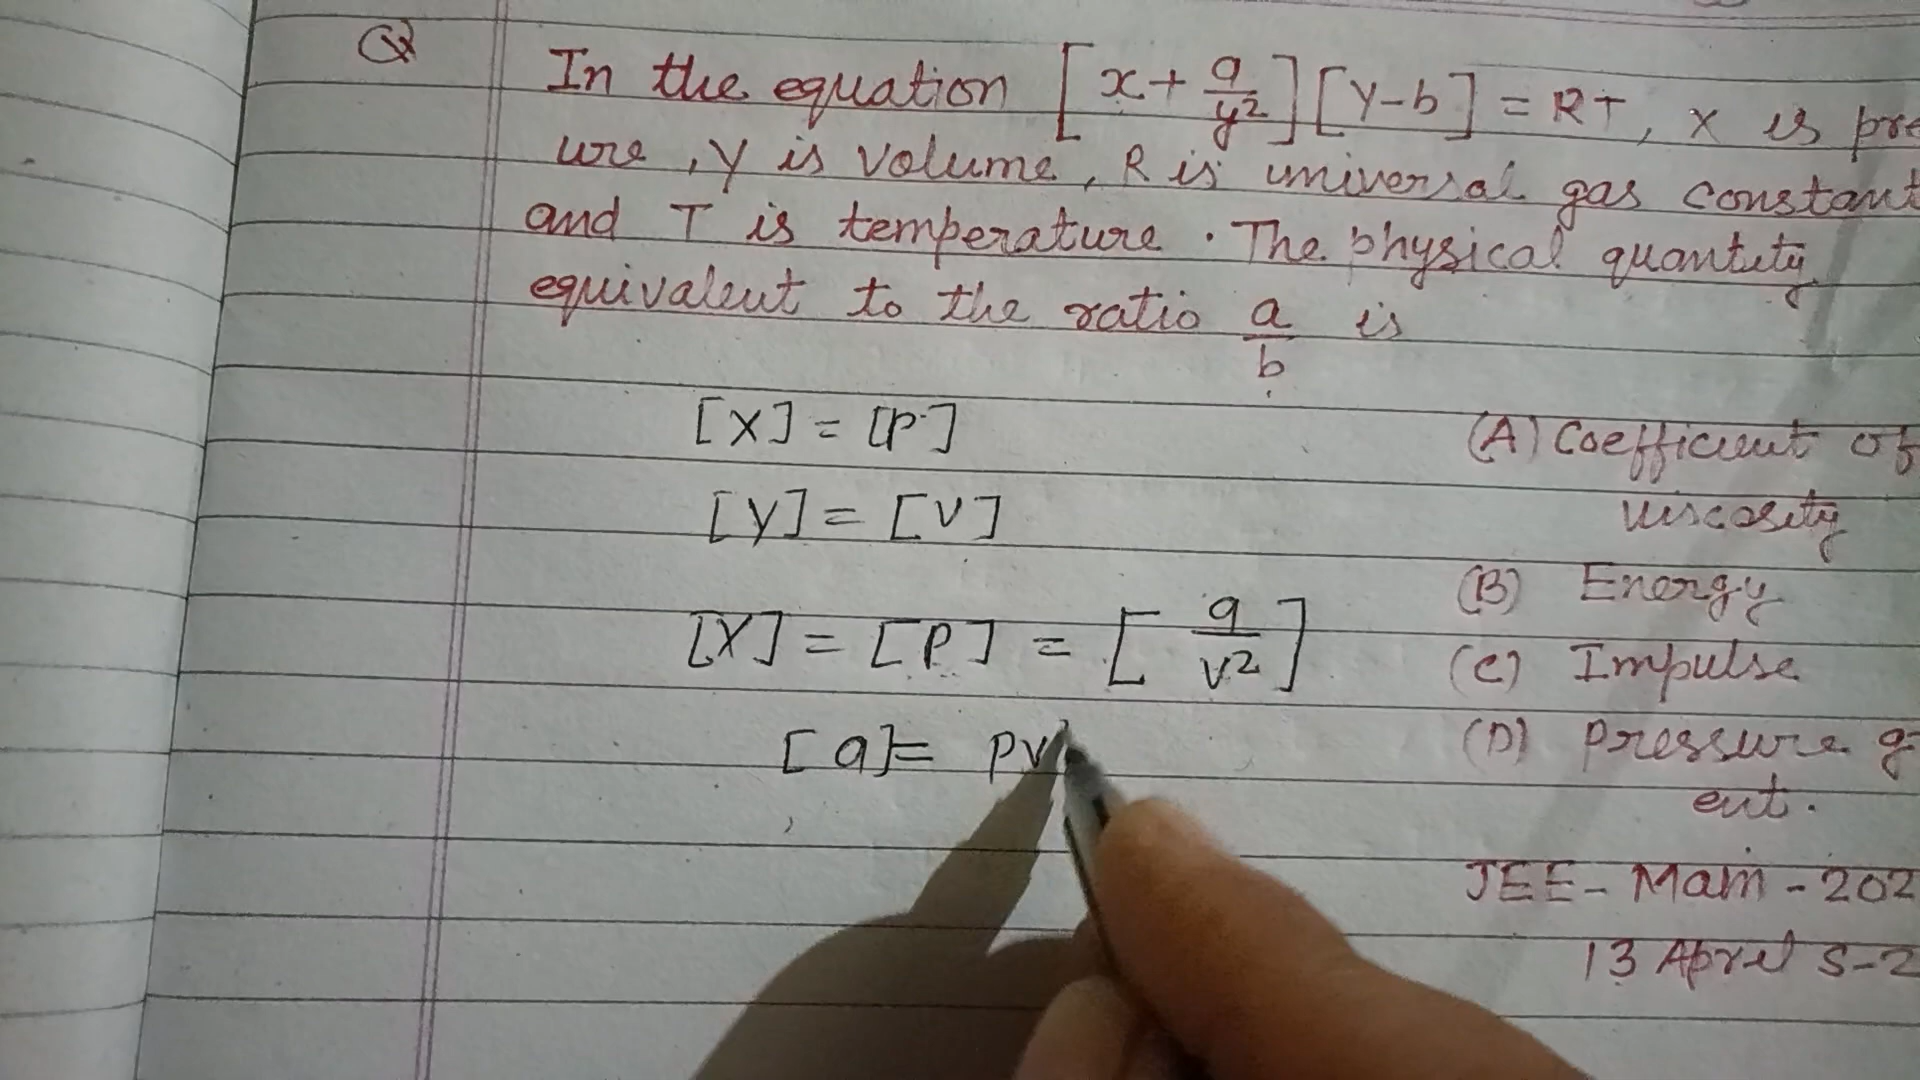 Q
In the equation [x + a/y²] [Y-b] = RT, X is pre
ure, Y is volume, R is universal gas constant
and T is temperature. The physical quantity
equivalent to the ratio a/b is
[X] = [P]
(A) Coefficient of
viscosity
[Y] = [V]
(B) Energy
[X] = [P] = [a/V²]
(C) Impulse
[a] = PV
(D) Pressure g
ent.
JEE-Main-202
13 April S-2